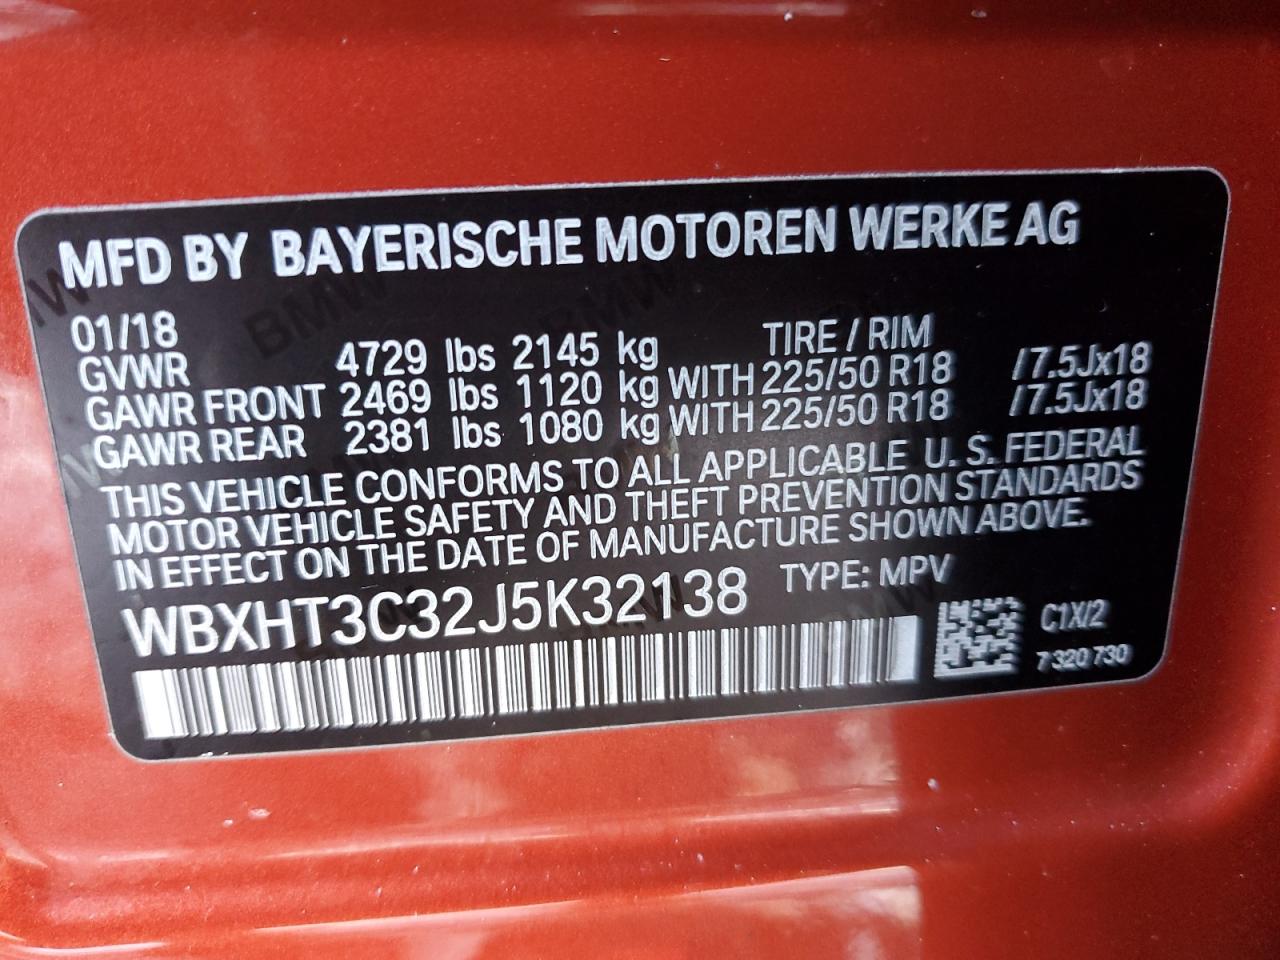 MFD BY BAYERISCHE MOTOREN WERKE AG
01/18 TIRE / RIM
GVWR 4729 lbs 2145 kg
GAWR FRONT 2469 lbs 1120 kg WITH 225/50 R18 /7.5Jx18
GAWR REAR 2381 lbs 1080 kg WITH 225/50 R18 /7.5Jx18
THIS VEHICLE CONFORMS TO ALL APPLICABLE U. S. FEDERAL
MOTOR VEHICLE SAFETY AND THEFT PREVENTION STANDARDS
IN EFFECT ON THE DATE OF MANUFACTURE SHOWN ABOVE.
WBXHT3C32J5K32138 TYPE: MPV
C1X/2
7 320 730